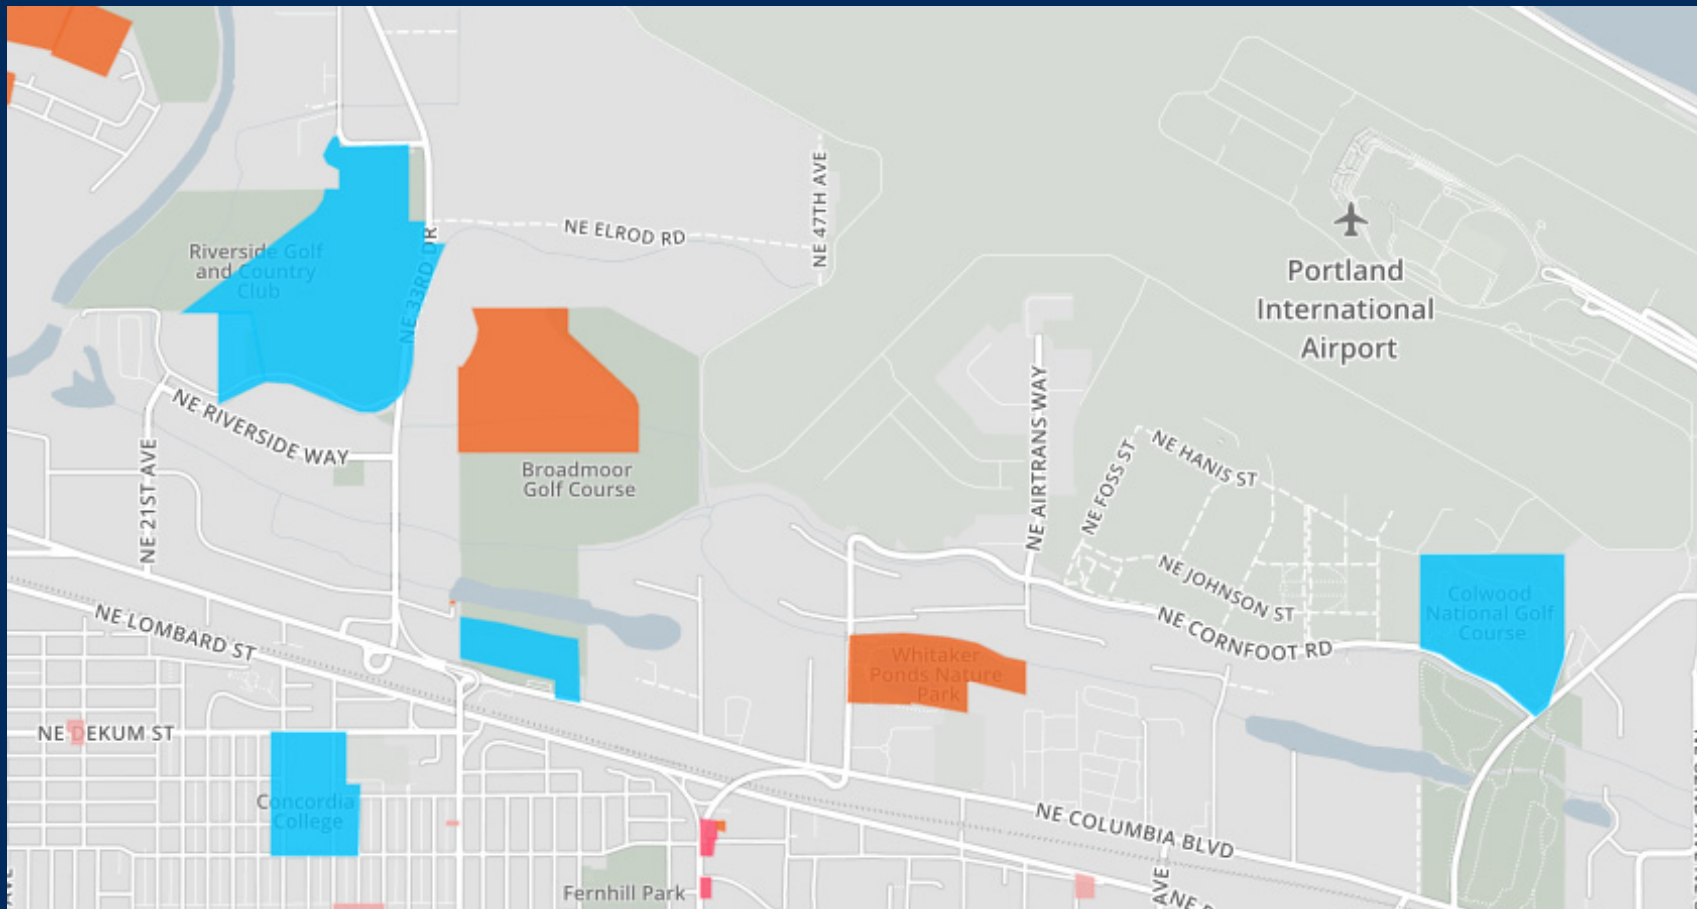 NE 47TH AVE
NE ELROD RD
NE 33RD DR
Riverside Golf
and Country
Club
Portland
International
Airport
NE RIVERSIDE WAY
NE 21ST AVE
Broadmoor
Golf Course
NE AIRTRANS WAY
NE FOSS ST
NE HANIS ST
NE JOHNSON ST
NE CORNFOOT RD
Colwood
National Golf
Course
NE LOMBARD ST
Whitaker
Ponds Nature
Park
NE DEKUM ST
Concordia
College
NE COLUMBIA BLVD
Fernhill Park
AVE
AVE
NE